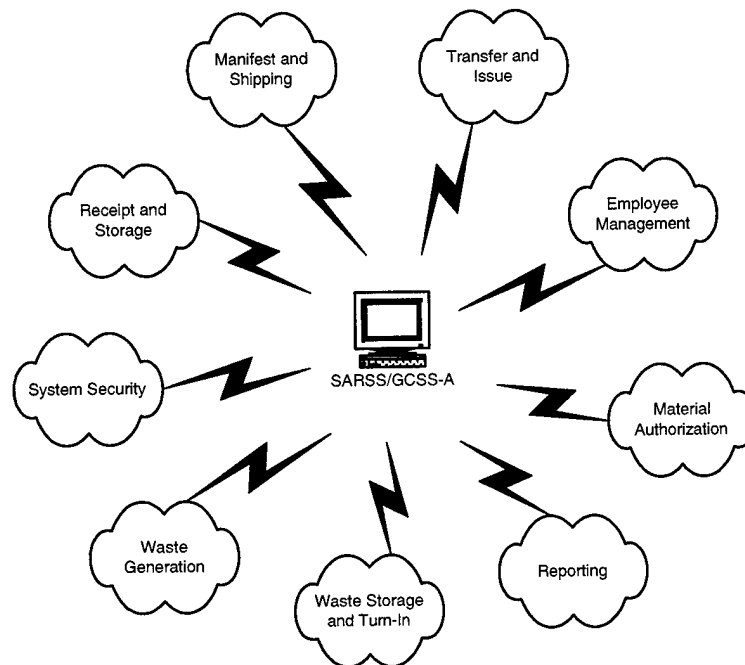 Manifest and
Shipping
Transfer and
Issue
Receipt and
Storage
Employee
Management
System Security
SARSS/GCSS-A
Material
Authorization
Waste
Generation
Reporting
Waste Storage
and Turn-In